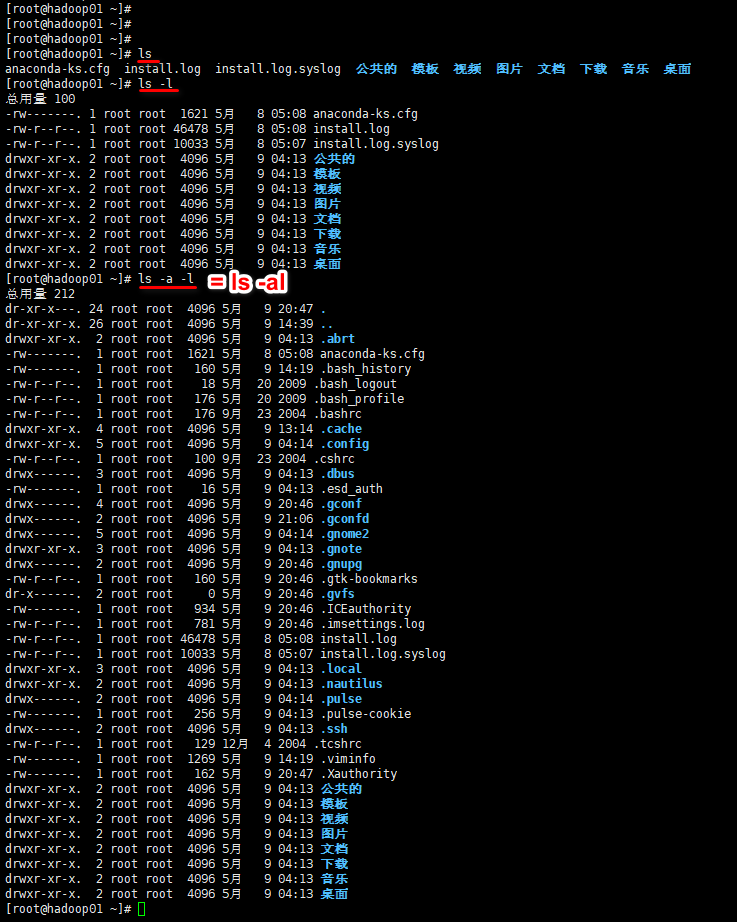 [root@hadoop01 ~]#
[root@hadoop01 ~]#
[root@hadoop01 ~]#
[root@hadoop01 ~]# ls
anaconda-ks.cfg  install.log  install.log.syslog  公共的  模板  视频  图片  文档  下载  音乐  桌面
[root@hadoop01 ~]# ls -l
总用量 100
-rw-------. 1 root root  1621 5月   8 05:08 anaconda-ks.cfg
-rw-r--r--. 1 root root 46478 5月   8 05:08 install.log
-rw-r--r--. 1 root root 10033 5月   8 05:07 install.log.syslog
drwxr-xr-x. 2 root root  4096 5月   9 04:13 公共的
drwxr-xr-x. 2 root root  4096 5月   9 04:13 模板
drwxr-xr-x. 2 root root  4096 5月   9 04:13 视频
drwxr-xr-x. 2 root root  4096 5月   9 04:13 图片
drwxr-xr-x. 2 root root  4096 5月   9 04:13 文档
drwxr-xr-x. 2 root root  4096 5月   9 04:13 下载
drwxr-xr-x. 2 root root  4096 5月   9 04:13 音乐
drwxr-xr-x. 2 root root  4096 5月   9 04:13 桌面
[root@hadoop01 ~]# ls -a -l = ls -al
总用量 212
dr-xr-x---. 24 root root  4096 5月   9 20:47 .
dr-xr-xr-x. 26 root root  4096 5月   9 14:39 ..
drwxr-xr-x.  2 root root  4096 5月   9 04:13 .abrt
-rw-------.  1 root root  1621 5月   8 05:08 anaconda-ks.cfg
-rw-------.  1 root root   160 5月   9 14:19 .bash_history
-rw-r--r--.  1 root root    18 5月  20 2009 .bash_logout
-rw-r--r--.  1 root root   176 5月  20 2009 .bash_profile
-rw-r--r--.  1 root root   176 9月  23 2004 .bashrc
drwxr-xr-x.  4 root root  4096 5月   9 13:14 .cache
drwxr-xr-x.  5 root root  4096 5月   9 04:14 .config
-rw-r--r--.  1 root root   100 9月  23 2004 .cshrc
drwx------.  3 root root  4096 5月   9 04:13 .dbus
-rw-------.  1 root root    16 5月   9 04:13 .esd_auth
drwx------.  4 root root  4096 5月   9 20:46 .gconf
drwx------.  2 root root  4096 5月   9 21:06 .gconfd
drwx------.  5 root root  4096 5月   9 04:14 .gnome2
drwxr-xr-x.  3 root root  4096 5月   9 04:13 .gnote
drwx------.  2 root root  4096 5月   9 20:46 .gnupg
-rw-r--r--.  1 root root   160 5月   9 20:46 .gtk-bookmarks
dr-x------.  2 root root     0 5月   9 20:46 .gvfs
-rw-------.  1 root root   934 5月   9 20:46 .ICEauthority
-rw-r--r--.  1 root root   781 5月   9 20:46 .imsettings.log
-rw-r--r--.  1 root root 46478 5月   8 05:08 install.log
-rw-r--r--.  1 root root 10033 5月   8 05:07 install.log.syslog
drwxr-xr-x.  3 root root  4096 5月   9 04:13 .local
drwxr-xr-x.  2 root root  4096 5月   9 04:13 .nautilus
drwx------.  2 root root  4096 5月   9 04:14 .pulse
-rw-------.  1 root root   256 5月   9 04:13 .pulse-cookie
drwx------.  2 root root  4096 5月   9 04:13 .ssh
-rw-r--r--.  1 root root   129 12月  4 2004 .tcshrc
-rw-------.  1 root root  1269 5月   9 14:19 .viminfo
-rw-------.  1 root root   162 5月   9 20:47 .Xauthority
drwxr-xr-x.  2 root root  4096 5月   9 04:13 公共的
drwxr-xr-x.  2 root root  4096 5月   9 04:13 模板
drwxr-xr-x.  2 root root  4096 5月   9 04:13 视频
drwxr-xr-x.  2 root root  4096 5月   9 04:13 图片
drwxr-xr-x.  2 root root  4096 5月   9 04:13 文档
drwxr-xr-x.  2 root root  4096 5月   9 04:13 下载
drwxr-xr-x.  2 root root  4096 5月   9 04:13 音乐
drwxr-xr-x.  2 root root  4096 5月   9 04:13 桌面
[root@hadoop01 ~]#